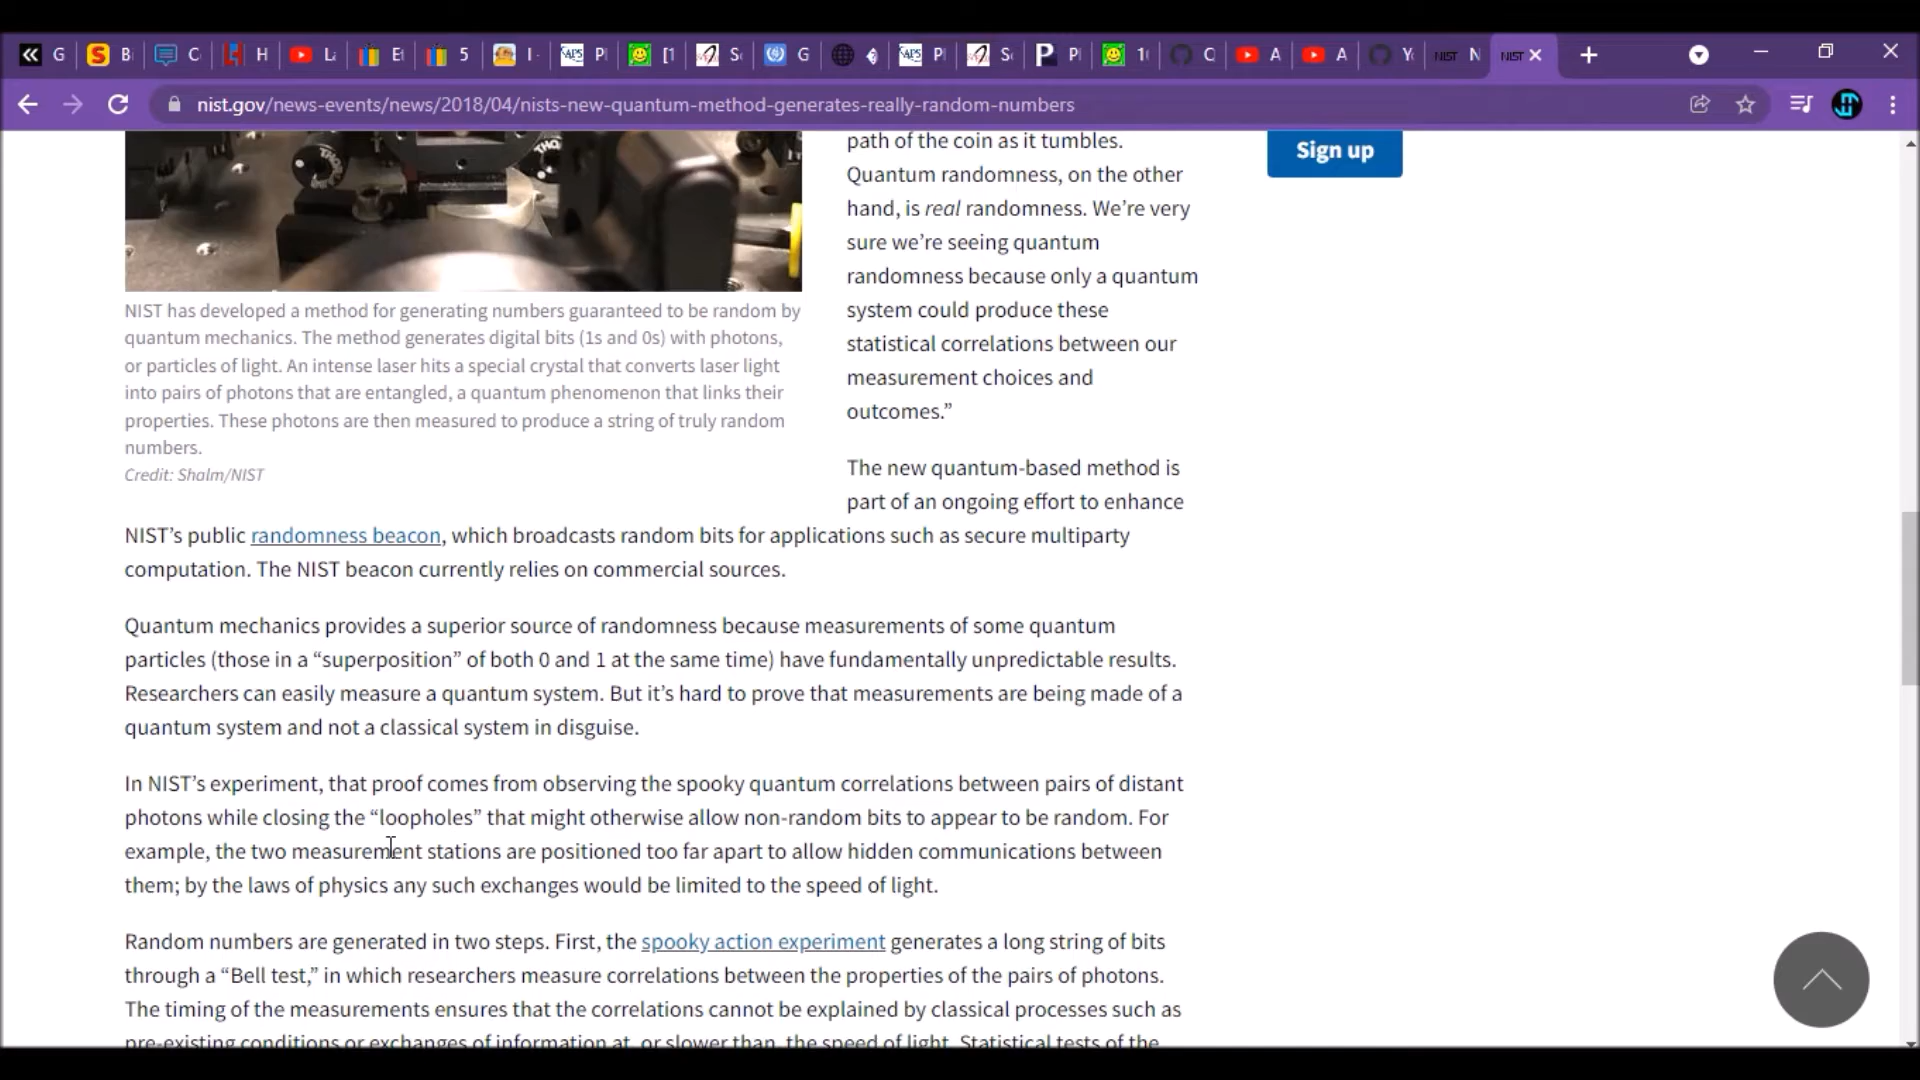 G
B
C
H
La
E
5
I -
APS
P
[1
S
G
APS
P
S
P
P
1(
C
A
A
Y
NIST N
NIST
nist.gov/news-events/news/2018/04/nists-new-quantum-method-generates-really-random-numbers
path of the coin as it tumbles.
Quantum randomness, on the other
hand, is real randomness. We’re very
sure we’re seeing quantum
randomness because only a quantum
system could produce these
statistical correlations between our
measurement choices and
outcomes.”
Sign up
NIST has developed a method for generating numbers guaranteed to be random by
quantum mechanics. The method generates digital bits (1s and 0s) with photons,
or particles of light. An intense laser hits a special crystal that converts laser light
into pairs of photons that are entangled, a quantum phenomenon that links their
properties. These photons are then measured to produce a string of truly random
numbers.
Credit: Shalm/NIST
The new quantum-based method is
part of an ongoing effort to enhance
NIST’s public randomness beacon, which broadcasts random bits for applications such as secure multiparty
computation. The NIST beacon currently relies on commercial sources.
Quantum mechanics provides a superior source of randomness because measurements of some quantum
particles (those in a “superposition” of both 0 and 1 at the same time) have fundamentally unpredictable results.
Researchers can easily measure a quantum system. But it’s hard to prove that measurements are being made of a
quantum system and not a classical system in disguise.
In NIST’s experiment, that proof comes from observing the spooky quantum correlations between pairs of distant
photons while closing the “loopholes” that might otherwise allow non-random bits to appear to be random. For
example, the two measurement stations are positioned too far apart to allow hidden communications between
them; by the laws of physics any such exchanges would be limited to the speed of light.
Random numbers are generated in two steps. First, the spooky action experiment generates a long string of bits
through a “Bell test,” in which researchers measure correlations between the properties of the pairs of photons.
The timing of the measurements ensures that the correlations cannot be explained by classical processes such as
pre-existing conditions or exchanges of information at, or slower than, the speed of light. Statistical tests of the